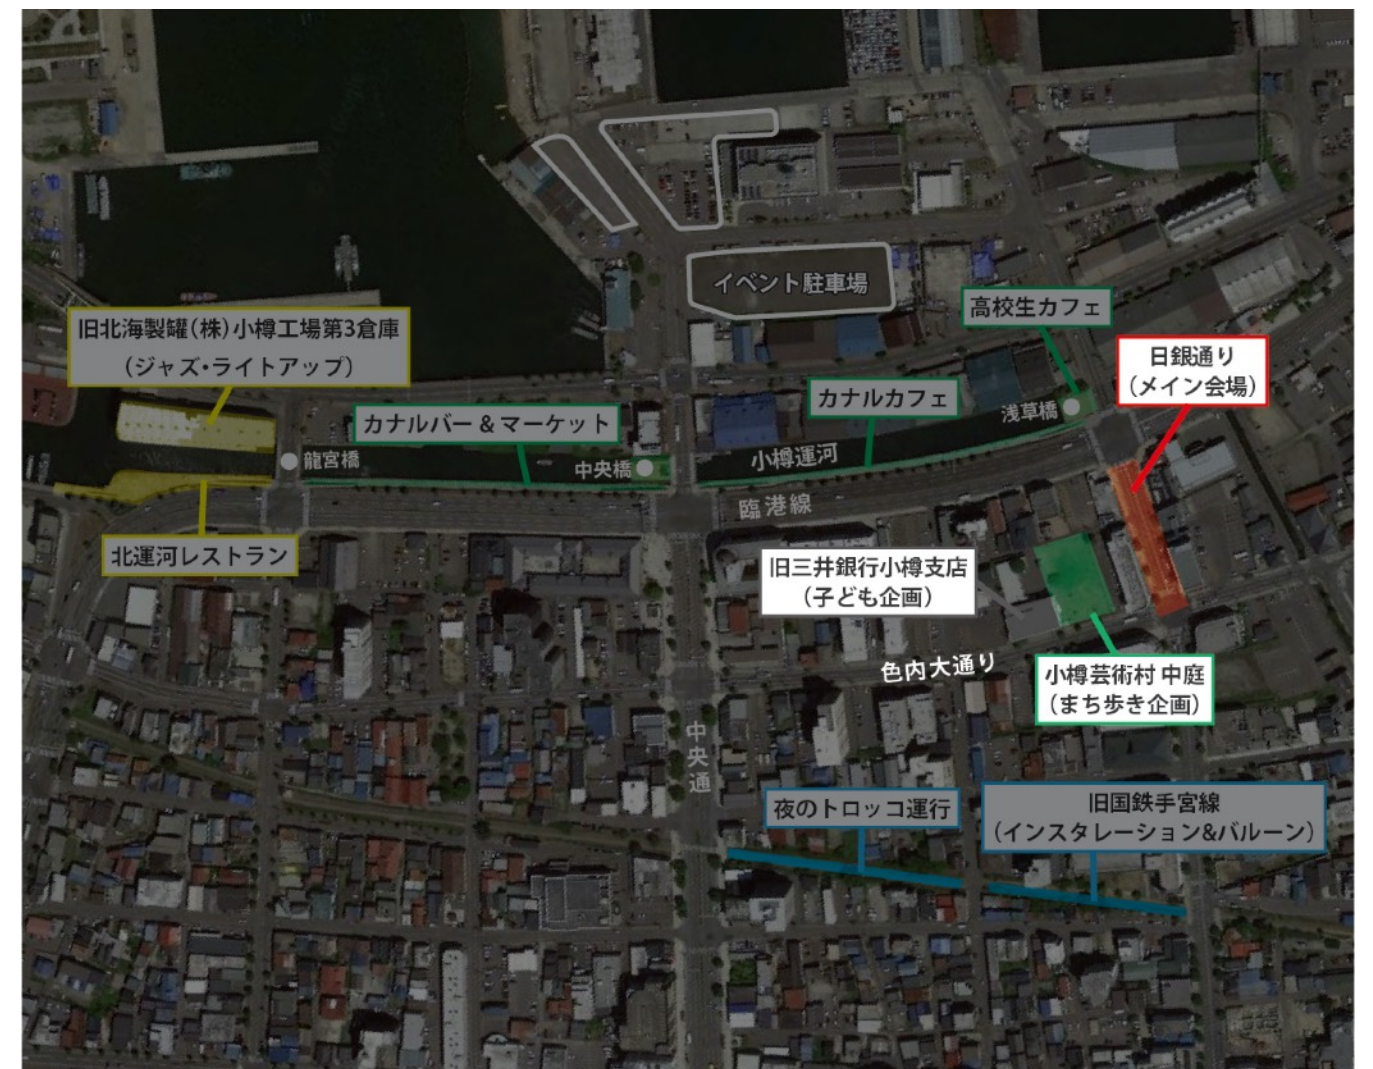 イベント駐車場
高校生カフェ
旧北海製罐(株)小樽工場第3倉庫
(ジャズ・ライトアップ)
日銀通り
(メイン会場)
カナルカフェ
カナルバー & マーケット
浅草橋
龍宮橋
中央橋
小樽運河
臨港線
北運河レストラン
旧三井銀行小樽支店
(子ども企画)
色内大通り
小樽芸術村 中庭
(まち歩き企画)
中央通
夜のトロッコ運行
旧国鉄手宮線
(インスタレーション&バルーン)